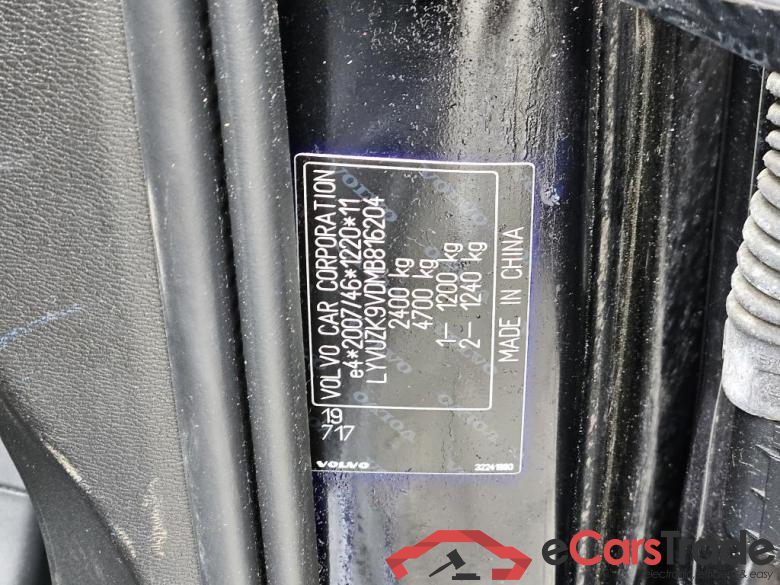 VOLVO CAR CORPORATION
e4*2007/46*1220*11
LYVUZK9VDMB816204
2400 kg
4700 kg
1- 1200 kg
2- 1240 kg
MADE IN CHINA
19
717
VOLVO
eCarsTrade